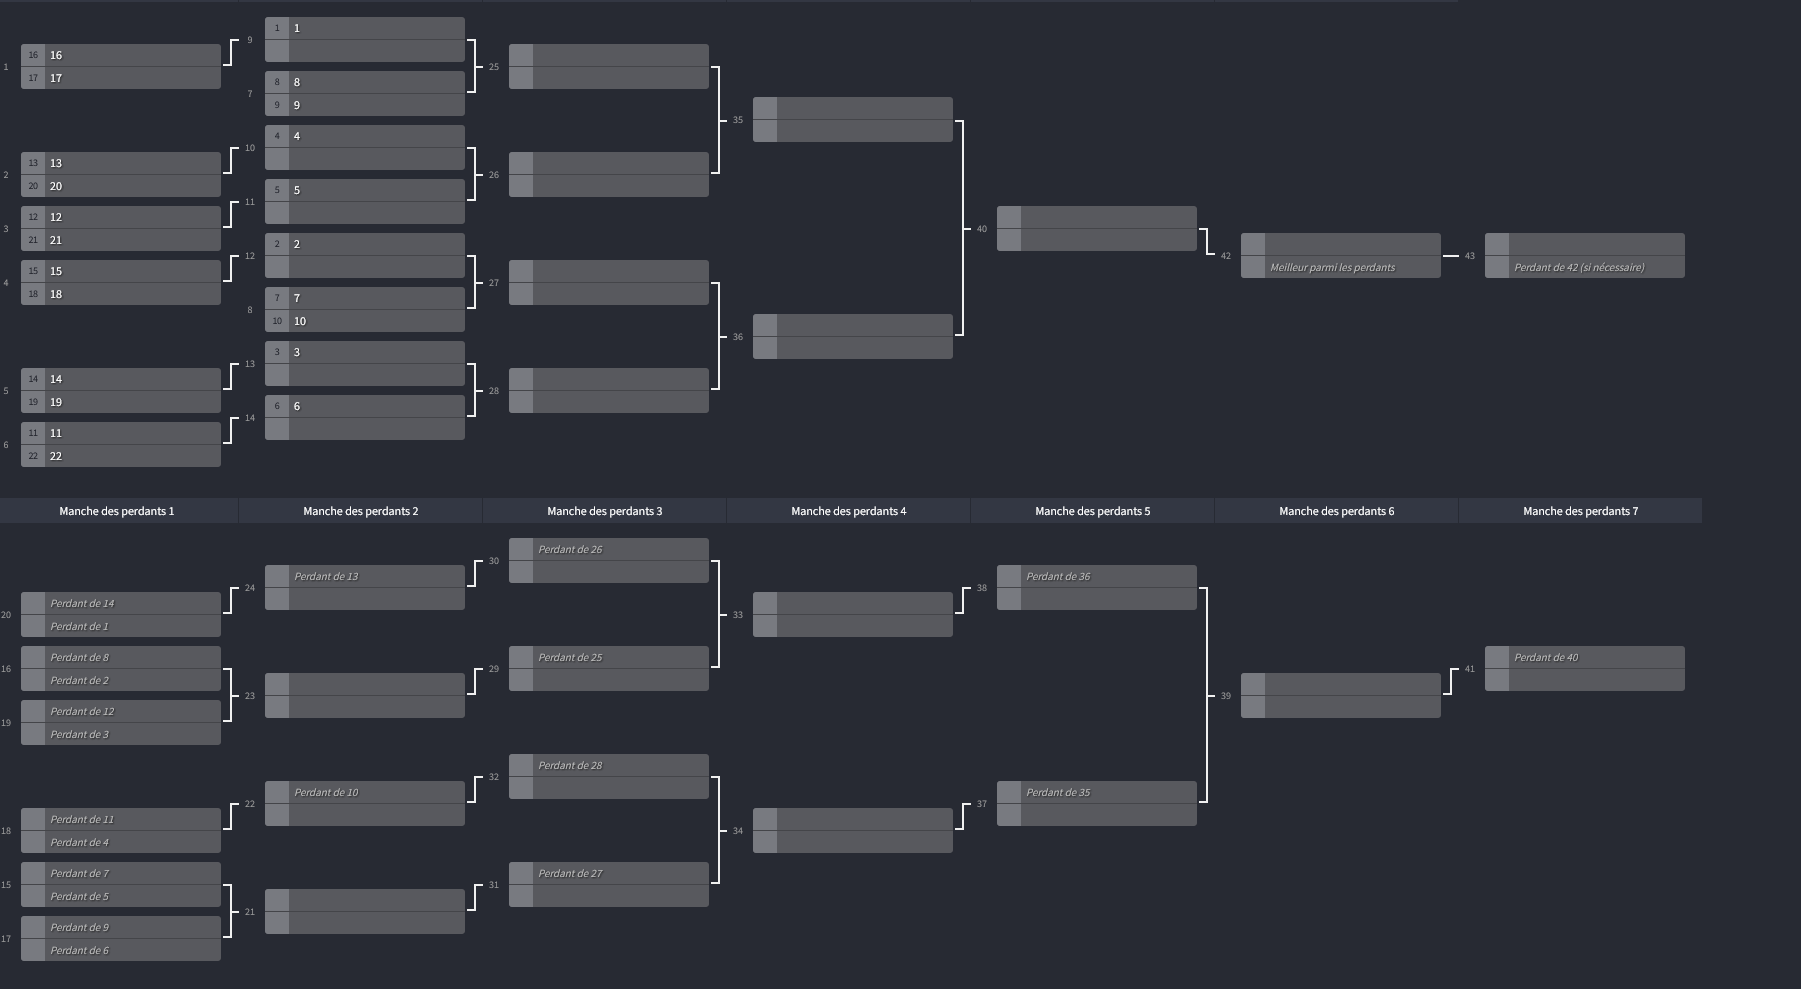 1
16 16
17 17
2
13 13
20 20
3
12 12
21 21
4
15 15
18 18
5
14 14
19 19
6
11 11
22 22
9
1 1
7
8 8
9 9
10
4 4
11
5 5
12
2 2
8
7 7
10 10
13
3 3
14
6 6
25
26
27
28
35
36
40
42
Meilleur parmi les perdants
43
Perdant de 42 (si nécessaire)
Manche des perdants 1
Manche des perdants 2
Manche des perdants 3
Manche des perdants 4
Manche des perdants 5
Manche des perdants 6
Manche des perdants 7
20
Perdant de 14
Perdant de 1
16
Perdant de 8
Perdant de 2
19
Perdant de 12
Perdant de 3
18
Perdant de 11
Perdant de 4
15
Perdant de 7
Perdant de 5
17
Perdant de 9
Perdant de 6
24
Perdant de 13
23
22
Perdant de 10
21
30
Perdant de 26
29
Perdant de 25
32
Perdant de 28
31
Perdant de 27
33
34
38
Perdant de 36
37
Perdant de 35
39
41
Perdant de 40